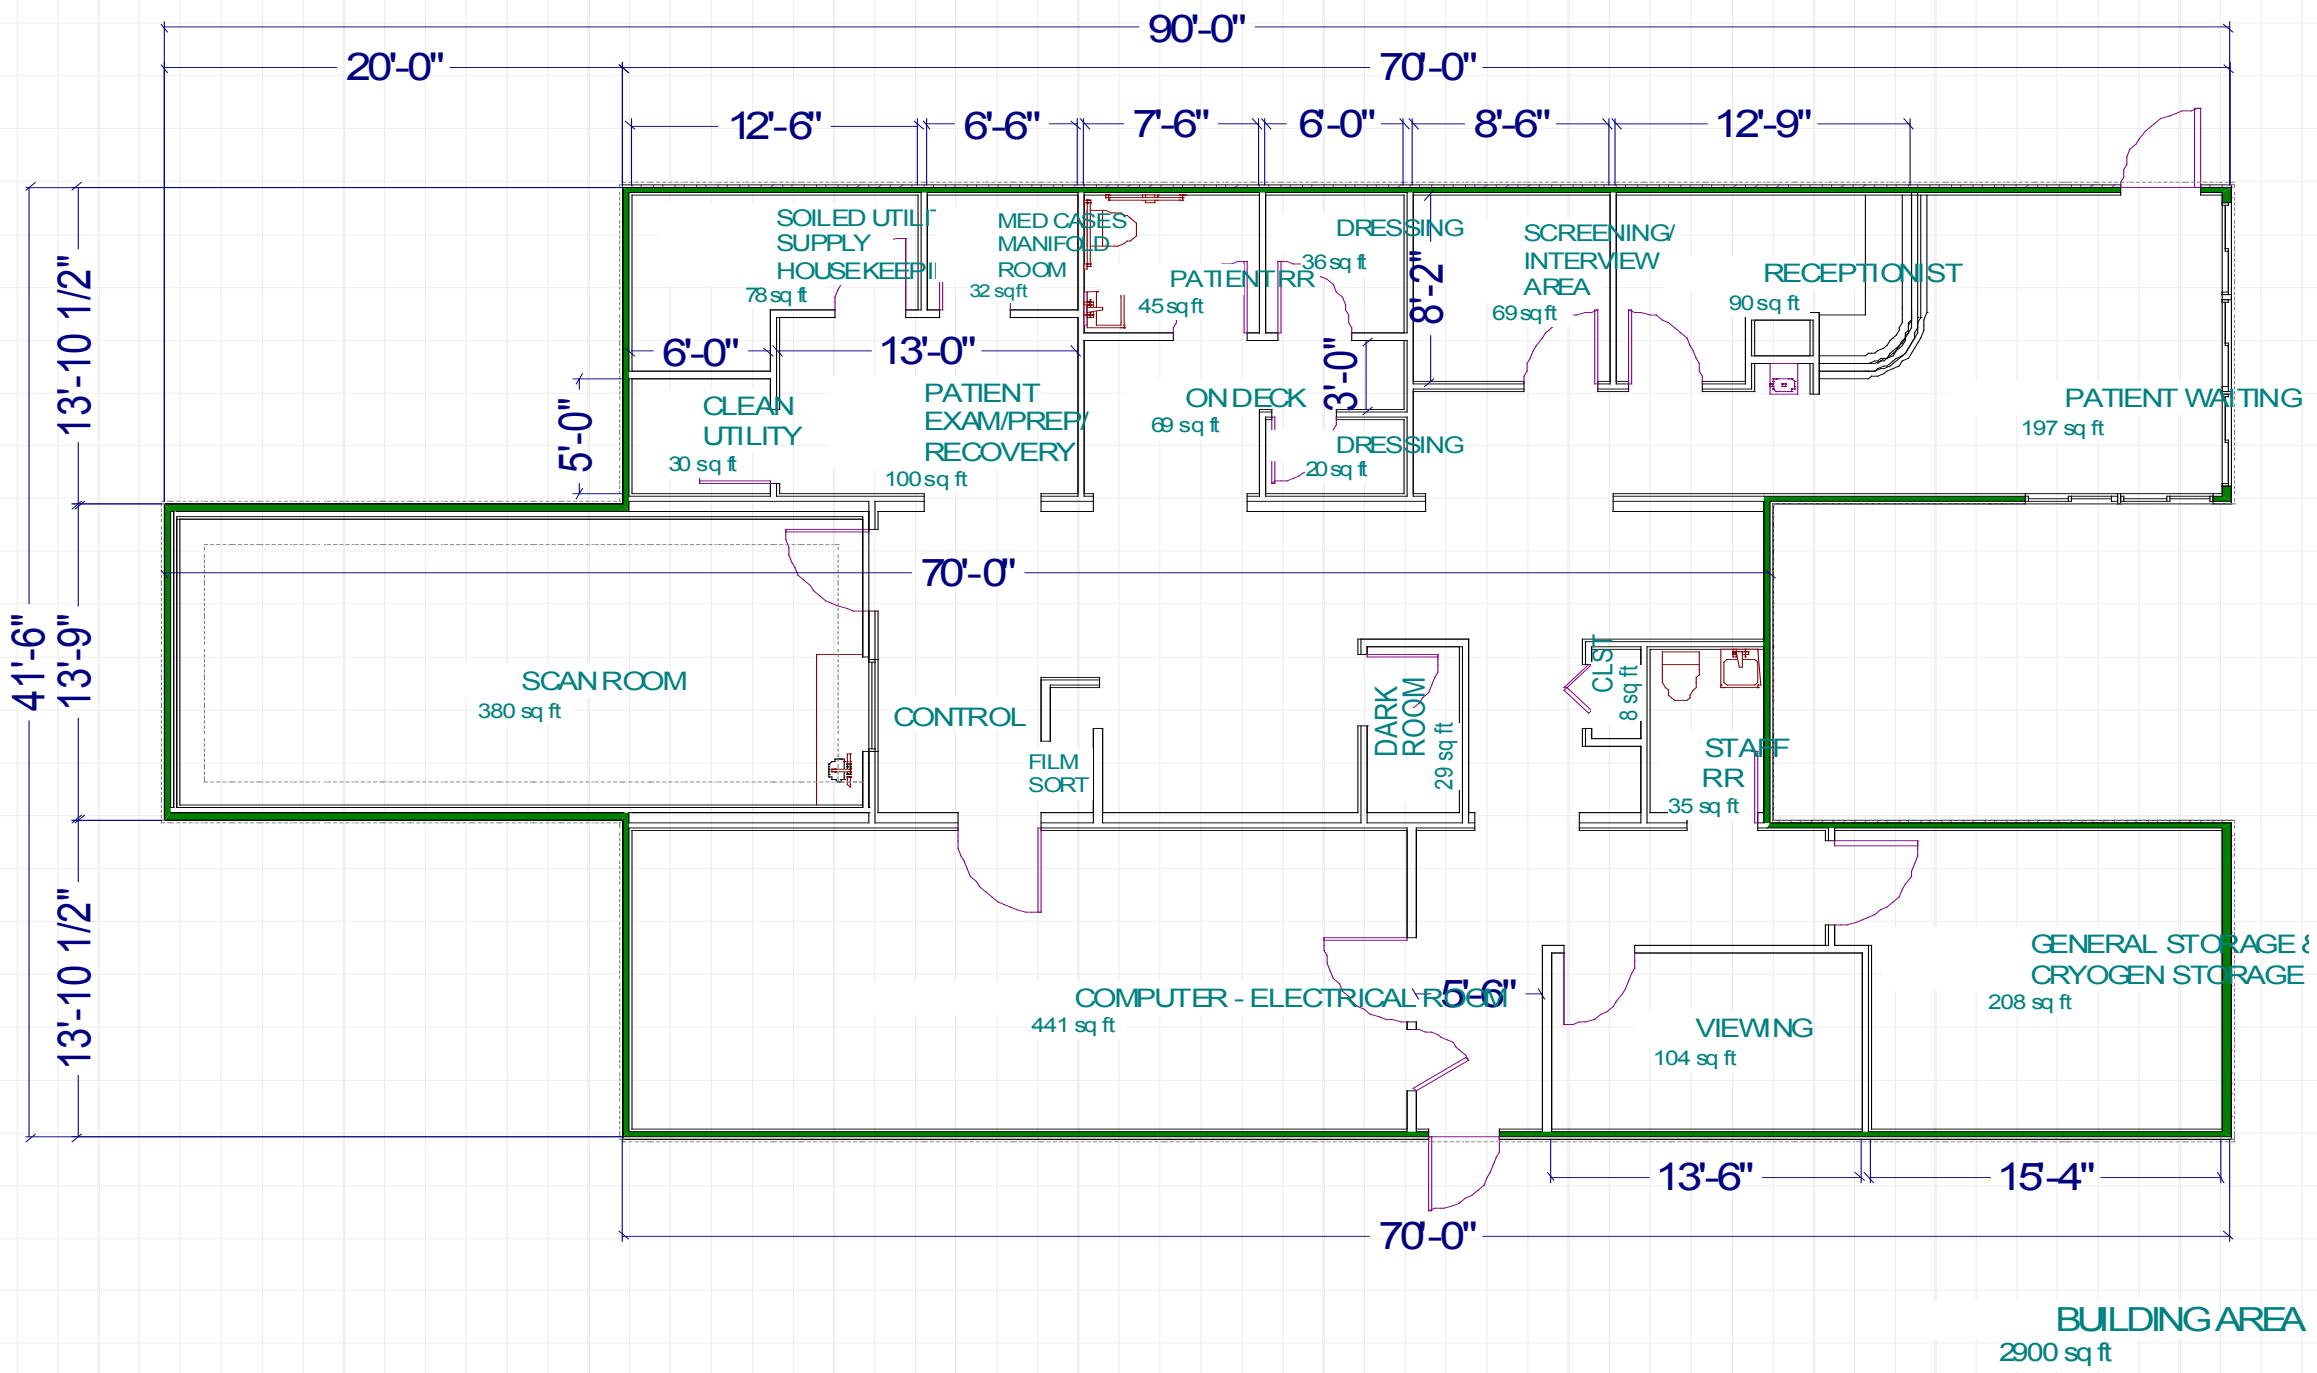 90'-0"
20'-0"
70'-0"
12'-6"
6'-6"
7'-6"
6'-0"
8'-6"
12'-9"
SOILED UTILIT
SUPPLY
HOUSEKEEPI
78 sq ft
MED CASES
MANIFOLD
ROOM
32 sq ft
PATIENT RR
45 sq ft
DRESSING
36 sq ft
8'-2"
SCREENING/
INTERVIEW
AREA
69 sq ft
RECEPTIONIST
90 sq ft
13'-10 1/2"
6'-0"
13'-0"
3'-0"
5'-0"
CLEAN
UTILITY
30 sq ft
PATIENT
EXAM/PREP/
RECOVERY
100 sq ft
ON DECK
69 sq ft
DRESSING
20 sq ft
PATIENT WAITING
197 sq ft
70'-0"
41'-6"
13'-9"
SCAN ROOM
380 sq ft
CONTROL
FILM
SORT
DARK
ROOM
29 sq ft
CLST
8 sq ft
STAFF
RR
35 sq ft
13'-10 1/2"
COMPUTER - ELECTRICAL ROOM
441 sq ft
5'-6"
VIEWING
104 sq ft
GENERAL STORAGE &
CRYOGEN STORAGE
208 sq ft
13'-6"
15'-4"
70'-0"
BUILDING AREA
2900 sq ft